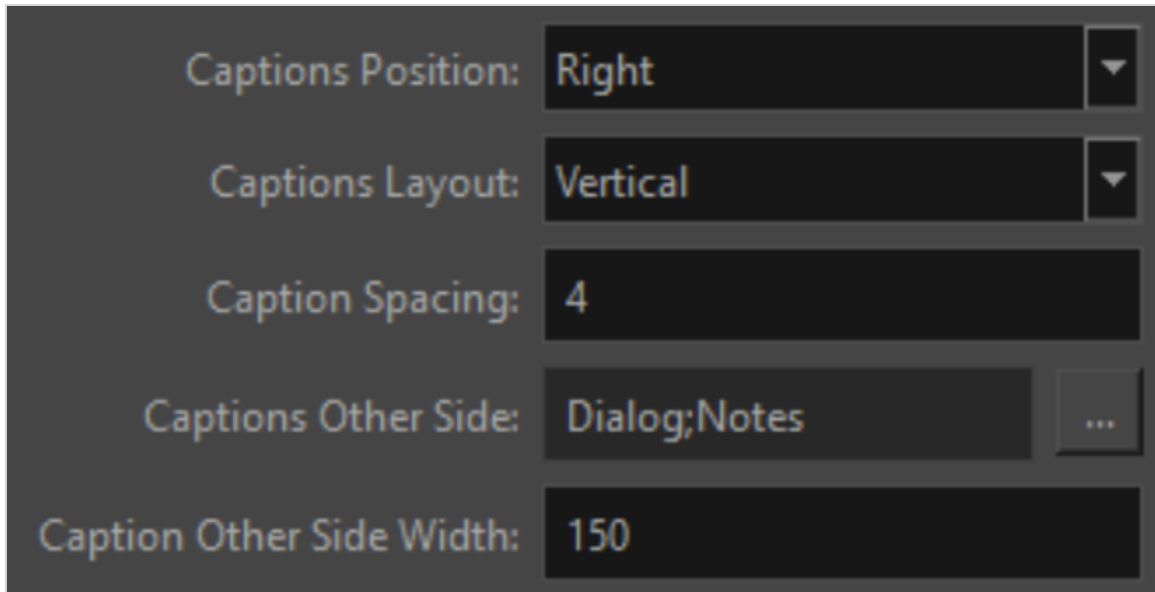 Captions Position: Right
Captions Layout: Vertical
Caption Spacing: 4
Captions Other Side: Dialog;Notes ...
Caption Other Side Width: 150